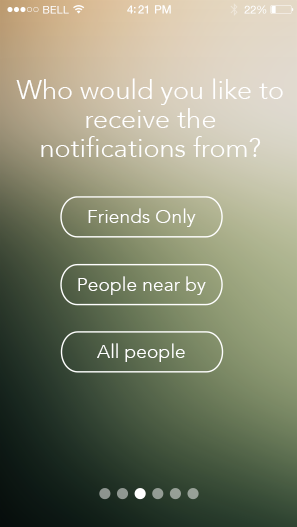 BELL 4:21 PM 22%
Who would you like to
receive the
notifications from?
Friends Only
People near by
All people